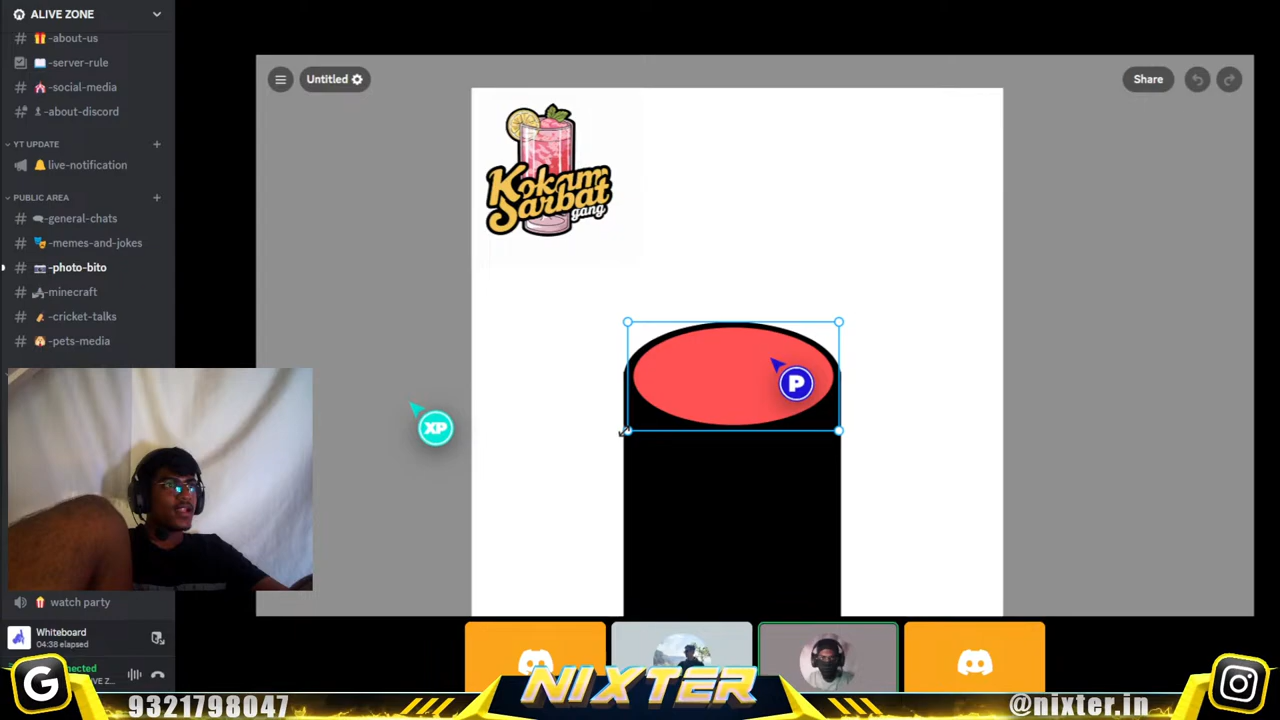 ALIVE ZONE
-about-us
-server-rule
-social-media
-about-discord
YT UPDATE
live-notification
PUBLIC AREA
-general-chats
-memes-and-jokes
-photo-bito
-minecraft
-cricket-talks
-pets-media
watch party
Whiteboard
04:38 elapsed
Untitled
Share
Kokam
Sarbat
gang
XP
P
NIXTER
G
9321798047
@nixter.in